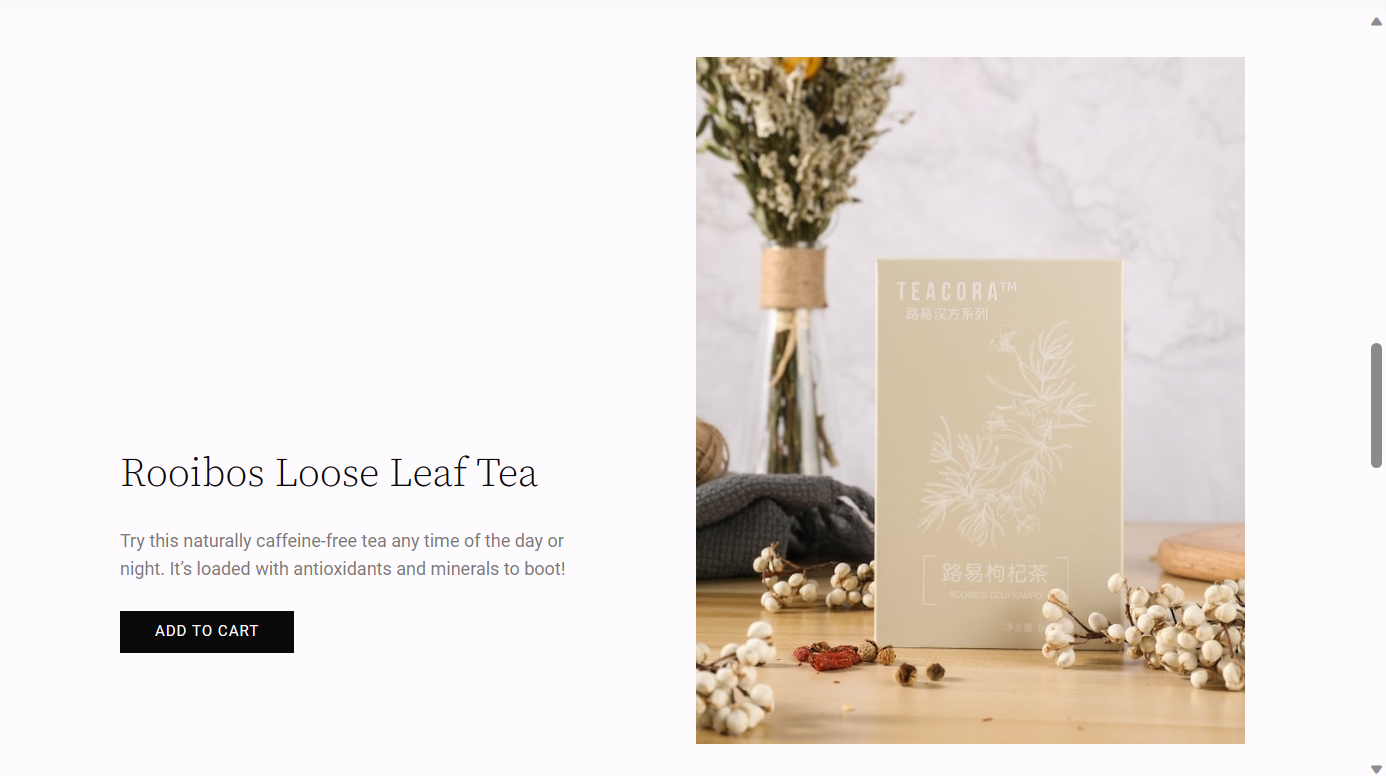 Rooibos Loose Leaf Tea
Try this naturally caffeine-free tea any time of the day or
night. It’s loaded with antioxidants and minerals to boot!
ADD TO CART
TEACORA™
路易汉方系列
路易枸杞茶
ROOIBOS GOJI KAMPO
净含量